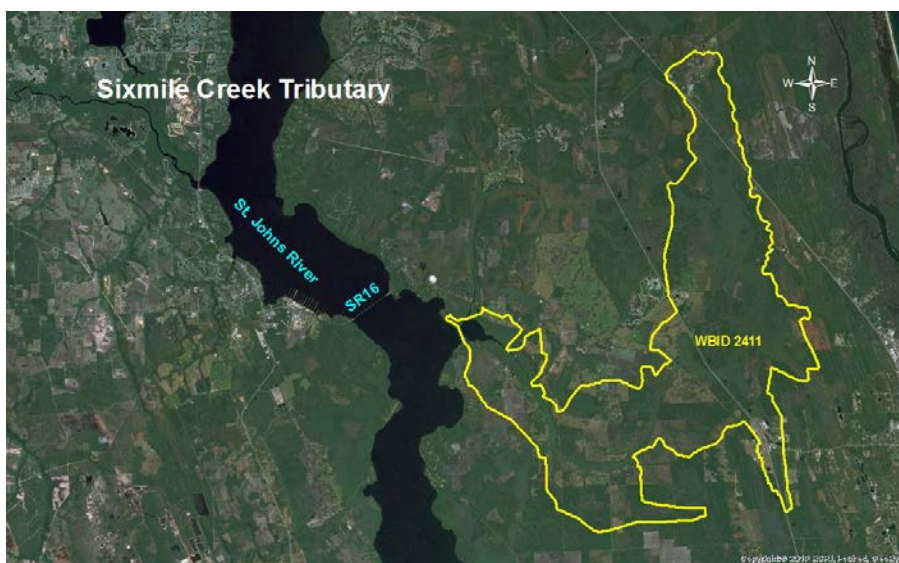 Sixmile Creek Tributary
N
W E
S
St. Johns River
SR16
WBID 2411